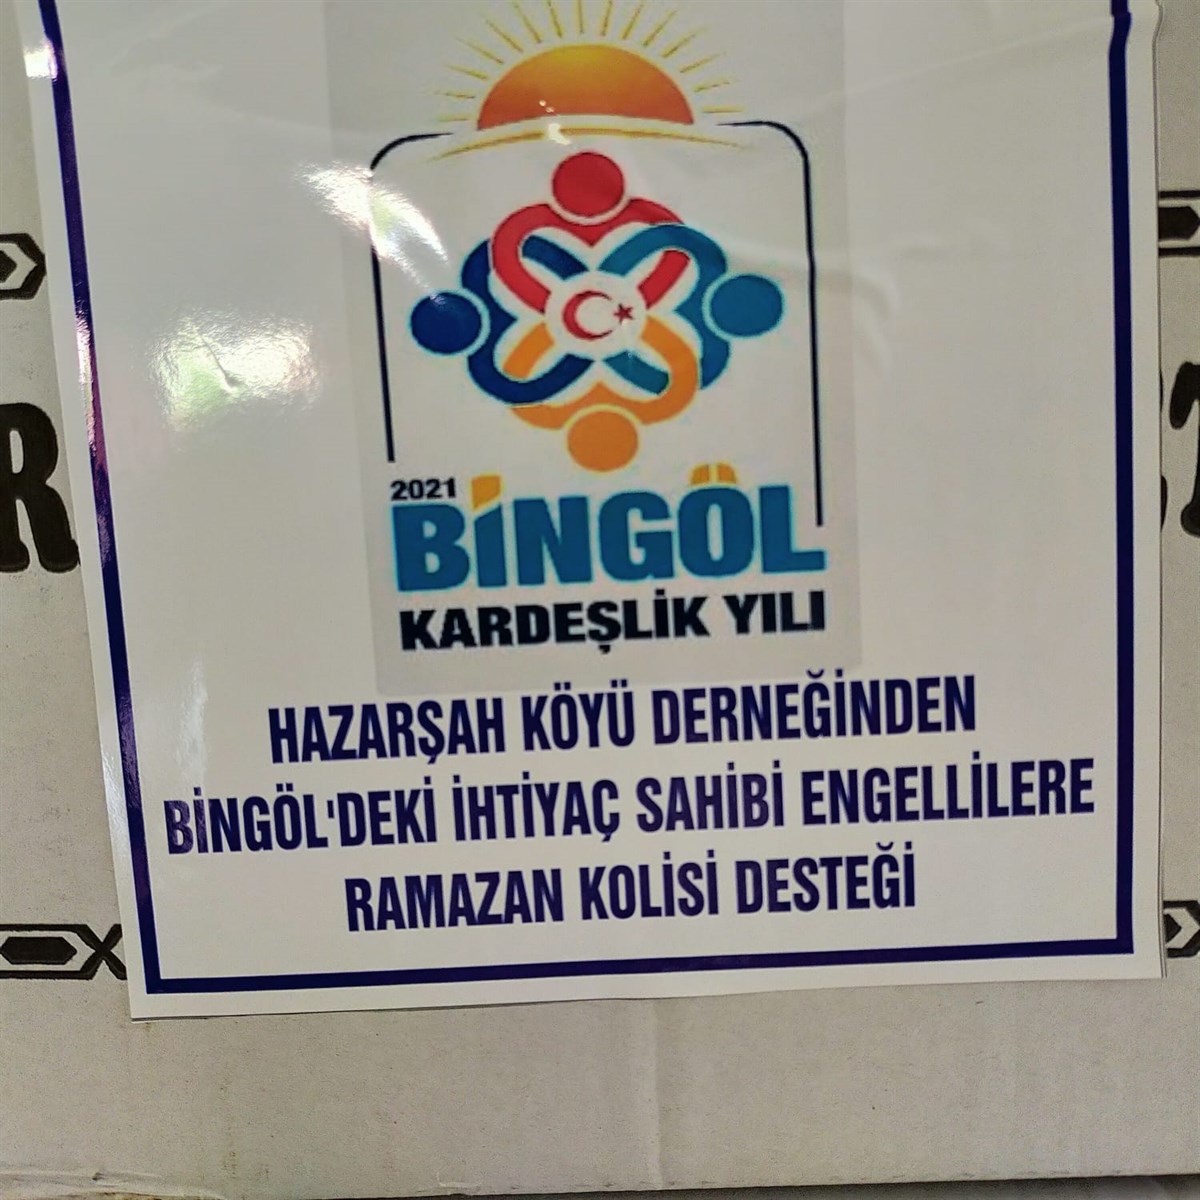 2021
BİNGÖL
KARDEŞLİK YILI
HAZARŞAH KÖYÜ DERNEĞİNDEN
BİNGÖL'DEKİ İHTİYAÇ SAHİBİ ENGELLİLERE
RAMAZAN KOLİSİ DESTEĞİ